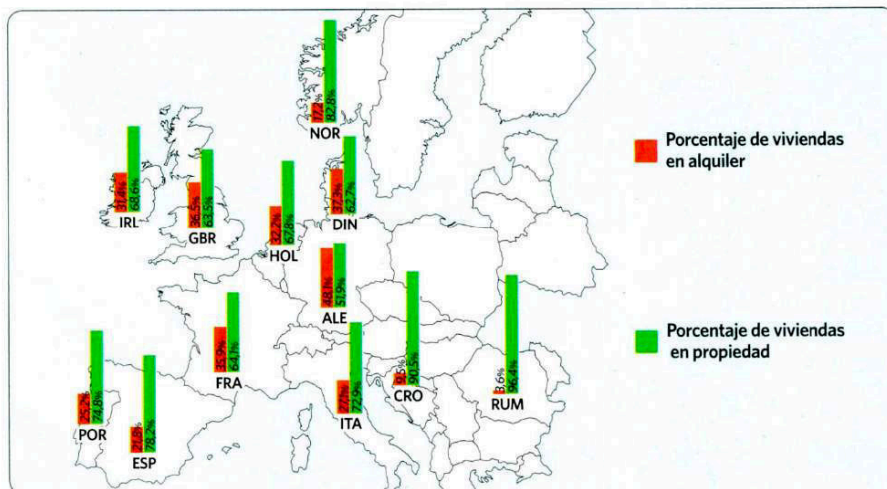 17,2%
82,8%
NOR
Porcentaje de viviendas
en alquiler
31,4%
68,6%
IRL
36,5%
63,5%
GBR
32,2%
67,8%
HOL
37,3%
62,7%
DIN
48,1%
51,9%
ALE
Porcentaje de viviendas
en propiedad
35,9%
64,1%
FRA
27,1%
72,9%
ITA
9,5%
90,5%
CRO
3,6%
96,4%
RUM
25,2%
74,8%
POR
21,8%
78,2%
ESP